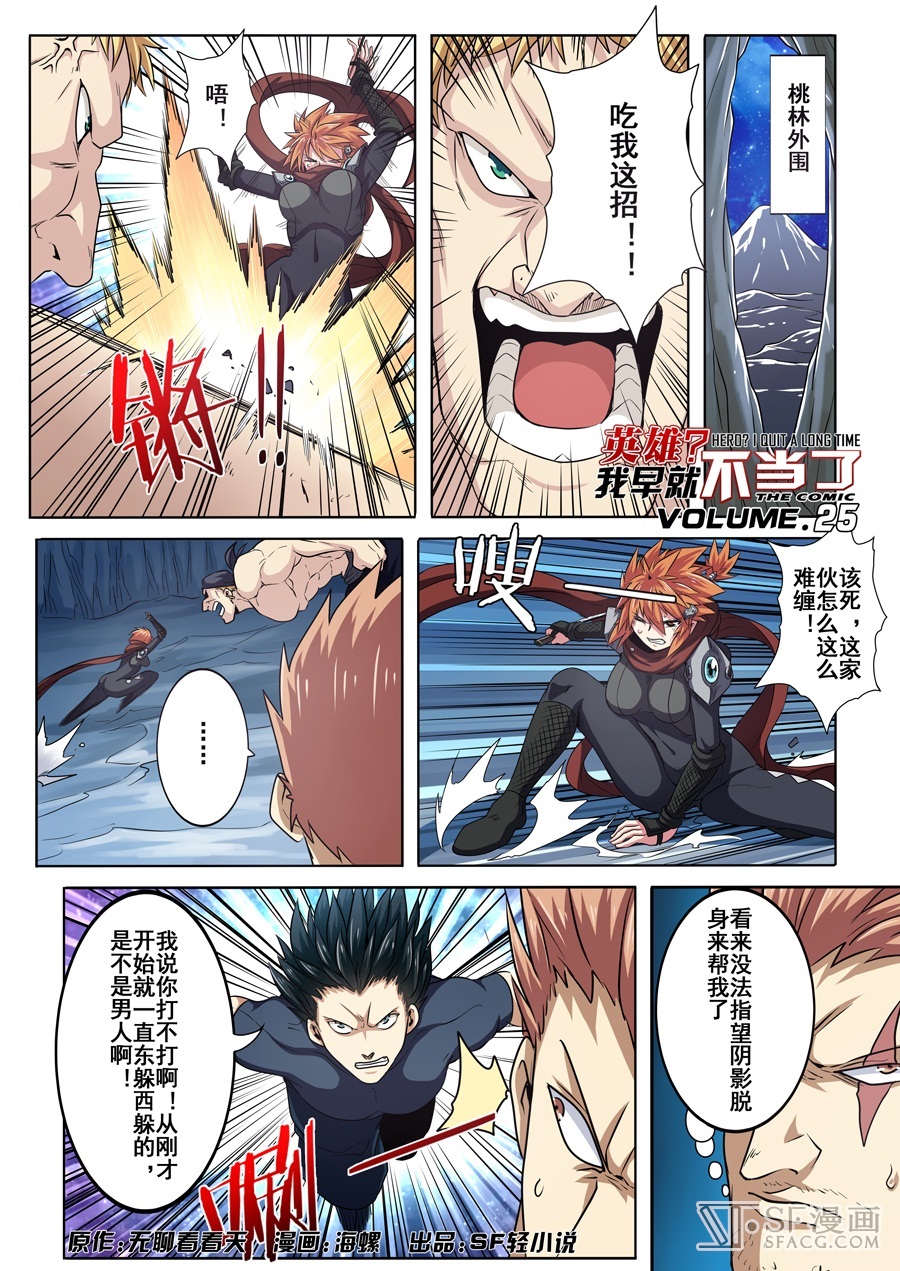 桃林外围
吃我这招！！
唔！
锵!!
英雄?
HERO? I QUIT A LONG TIME
我早就不当了
THE COMIC
VOLUME.25
该死，这家
伙怎么这么
难缠！
嗖
……
看来没法指望阴影脱
身来帮我了
我说你打不打啊！从刚才
开始就一直东躲西躲的，
是不是男人啊！
唰
原作:无聊看看天 漫画:海螺 出品:SF轻小说
SF漫画
SFACG.COM